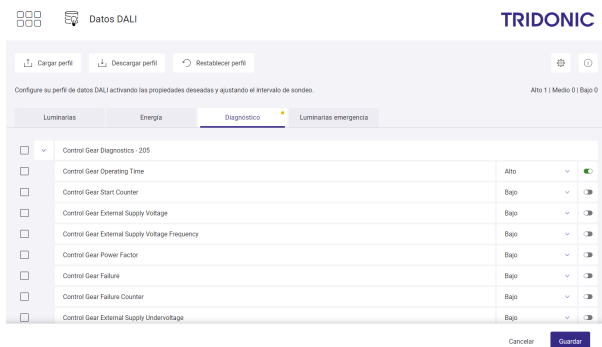 Datos DALI
TRIDONIC
Cargar perfil
Descargar perfil
Restablecer perfil
Configure su perfil de datos DALI activando las propiedades deseadas y ajustando el intervalo de sondeo.
Alto 1 | Medio 0 | Bajo 0
Luminarias
Energía
Diagnóstico
Luminarias emergencia
Control Gear Diagnostics - 205
Control Gear Operating Time Alto
Control Gear Start Counter Bajo
Control Gear External Supply Voltage Bajo
Control Gear External Supply Voltage Frequency Bajo
Control Gear Power Factor Bajo
Control Gear Failure Bajo
Control Gear Failure Counter Bajo
Control Gear External Supply Undervoltage Bajo
Cancelar
Guardar